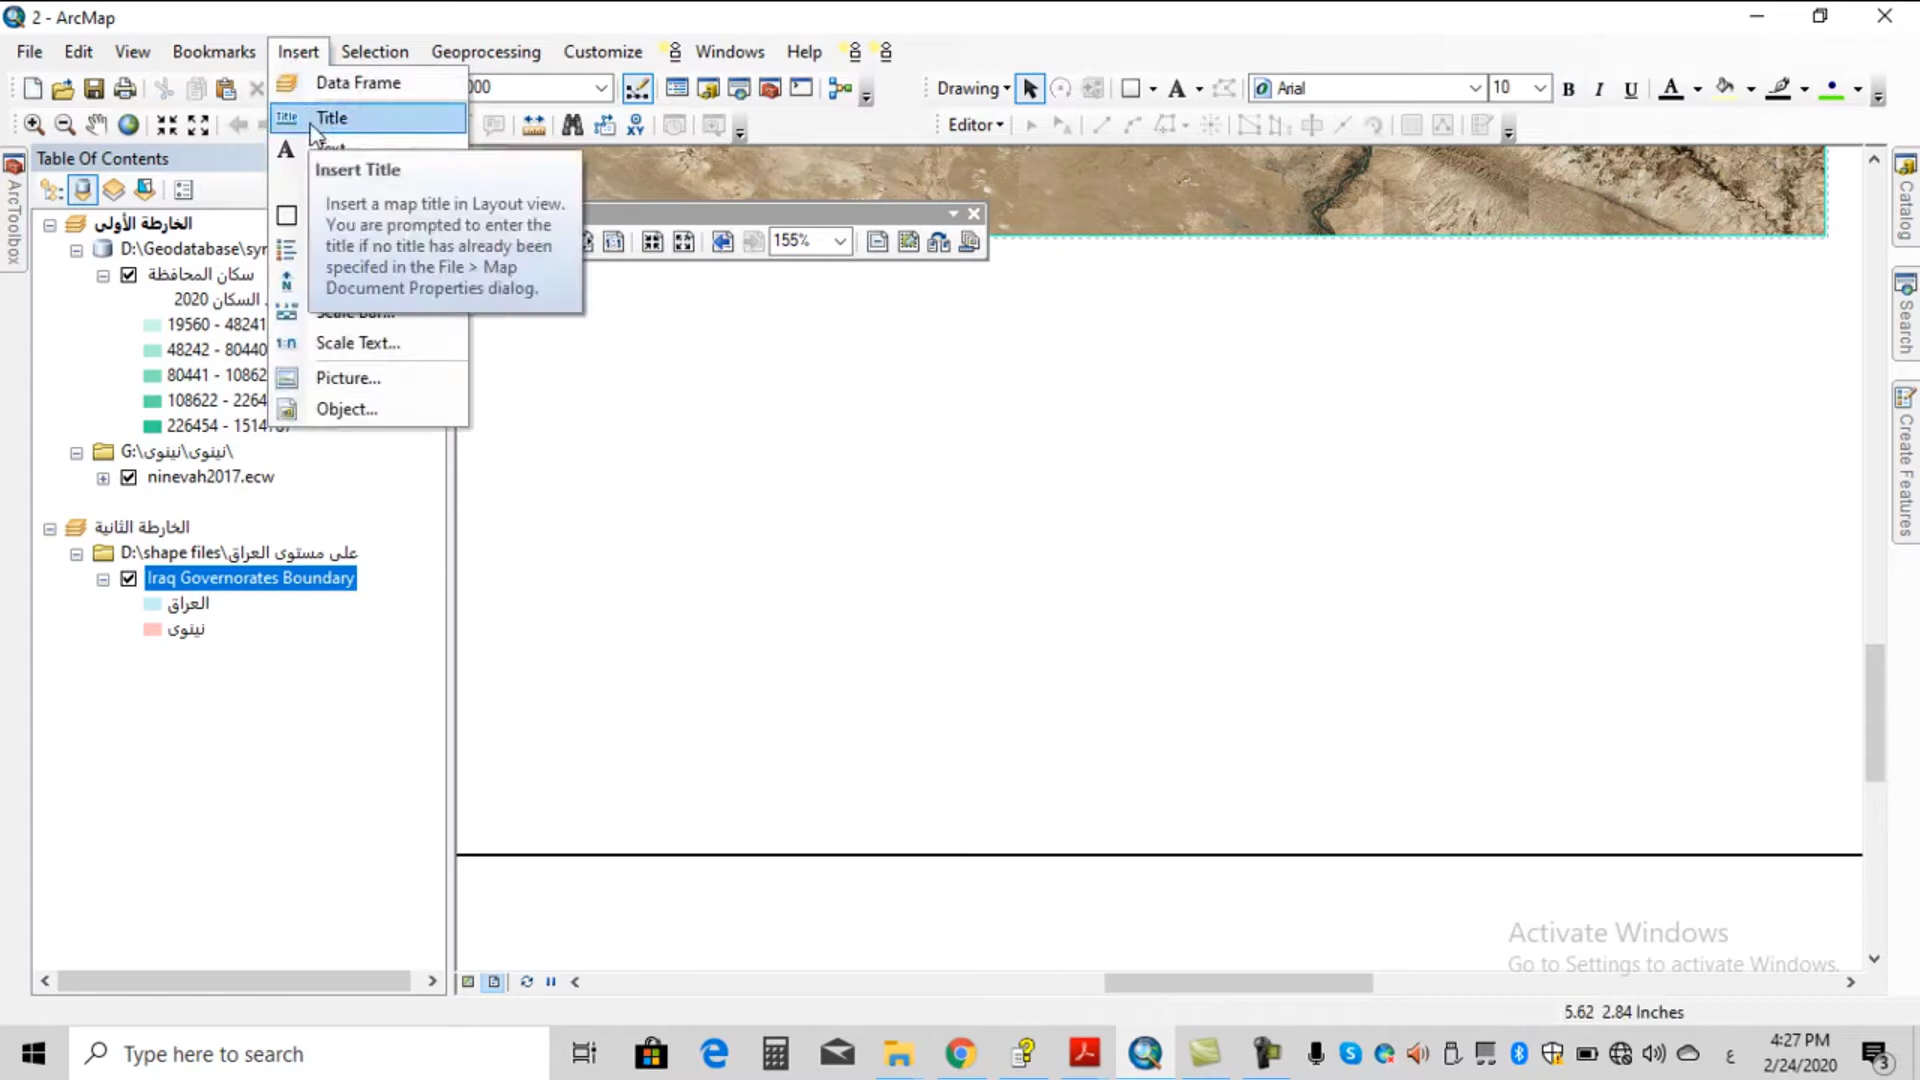 2 - ArcMap
File Edit View Bookmarks Insert Selection Geoprocessing Customize Windows Help
Data Frame
000
Drawing
Arial
10
B I U A
Title
Editor
Table Of Contents
A
Insert Title
Insert a map title in Layout view.
You are prompted to enter the
title if no title has already been
specifed in the File > Map
Document Properties dialog.
155%
الخارطة الأولى
D:\Geodatabase\syr
سكان المحافظة
السكان 2020
19560 - 48241
48242 - 80440
80441 - 10862
108622 - 2264
226454 - 1514787
Scale Bar...
Scale Text...
Picture...
Object...
G:\نينوى\نينوى\
ninevah2017.ecw
الخارطة الثانية
D:\shape files\على مستوى العراق
Iraq Governorates Boundary
العراق
نينوى
ArcToolbox
Catalog
Search
Create Features
Activate Windows
Go to Settings to activate Windows.
5.62 2.84 Inches
Type here to search
ع
4:27 PM
2/24/2020
3